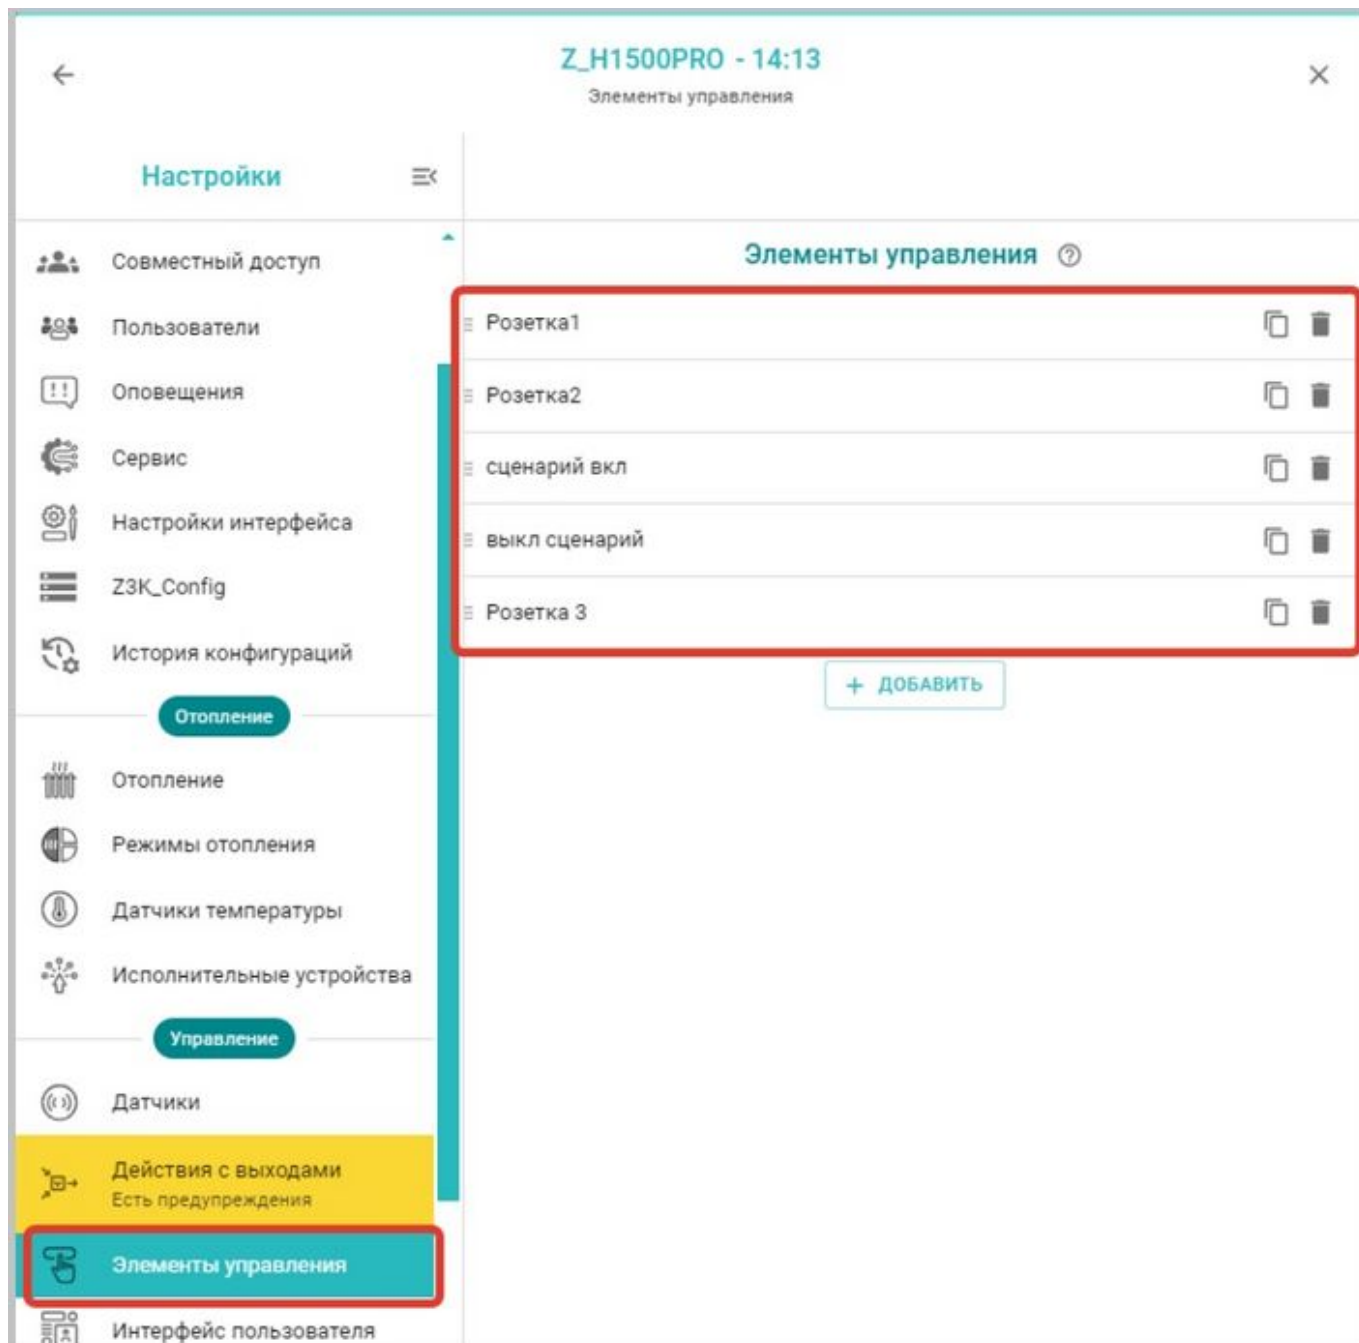 Z_H1500PRO - 14:13
Элементы управления
Настройки
Совместный доступ
Пользователи
Оповещения
Сервис
Настройки интерфейса
Z3K_Config
История конфигураций
Отопление
Отопление
Режимы отопления
Датчики температуры
Исполнительные устройства
Управление
Датчики
Действия с выходами
Есть предупреждения
Элементы управления
Интерфейс пользователя
Элементы управления
Розетка1
Розетка2
сценарий вкл
выкл сценарий
Розетка 3
+ ДОБАВИТЬ